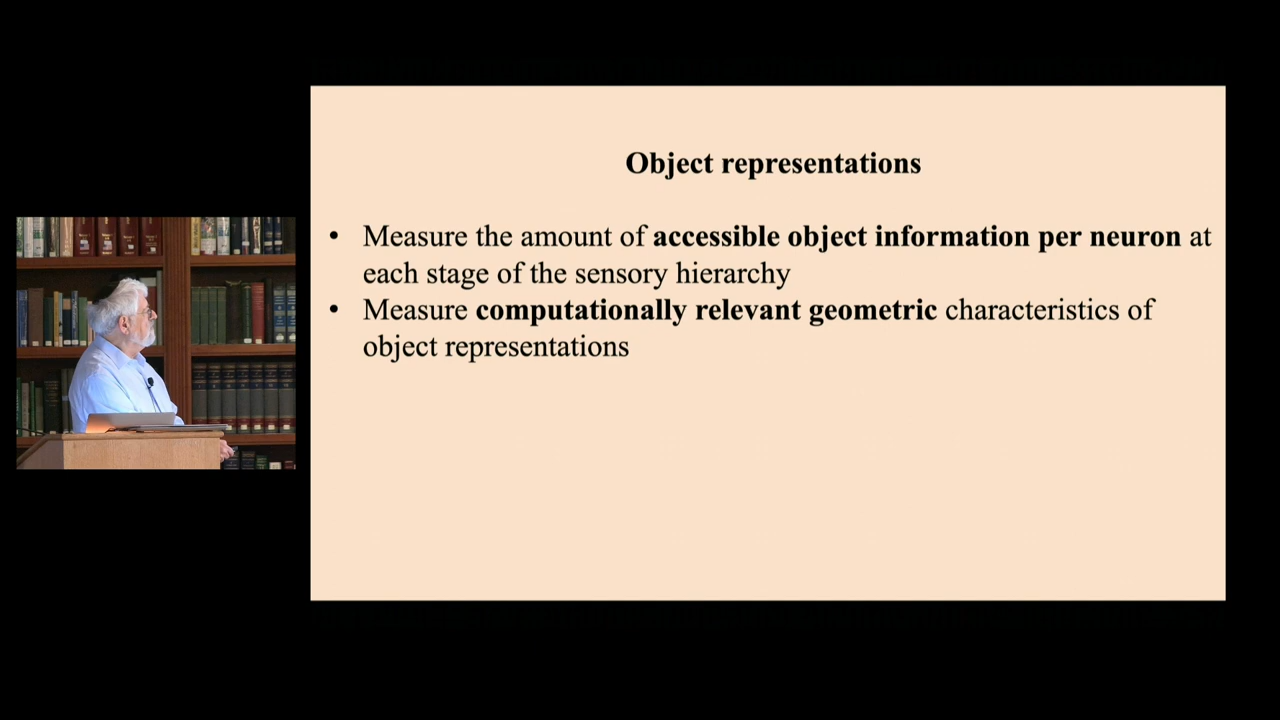 Object representations
• Measure the amount of accessible object information per neuron at
each stage of the sensory hierarchy
• Measure computationally relevant geometric characteristics of
object representations